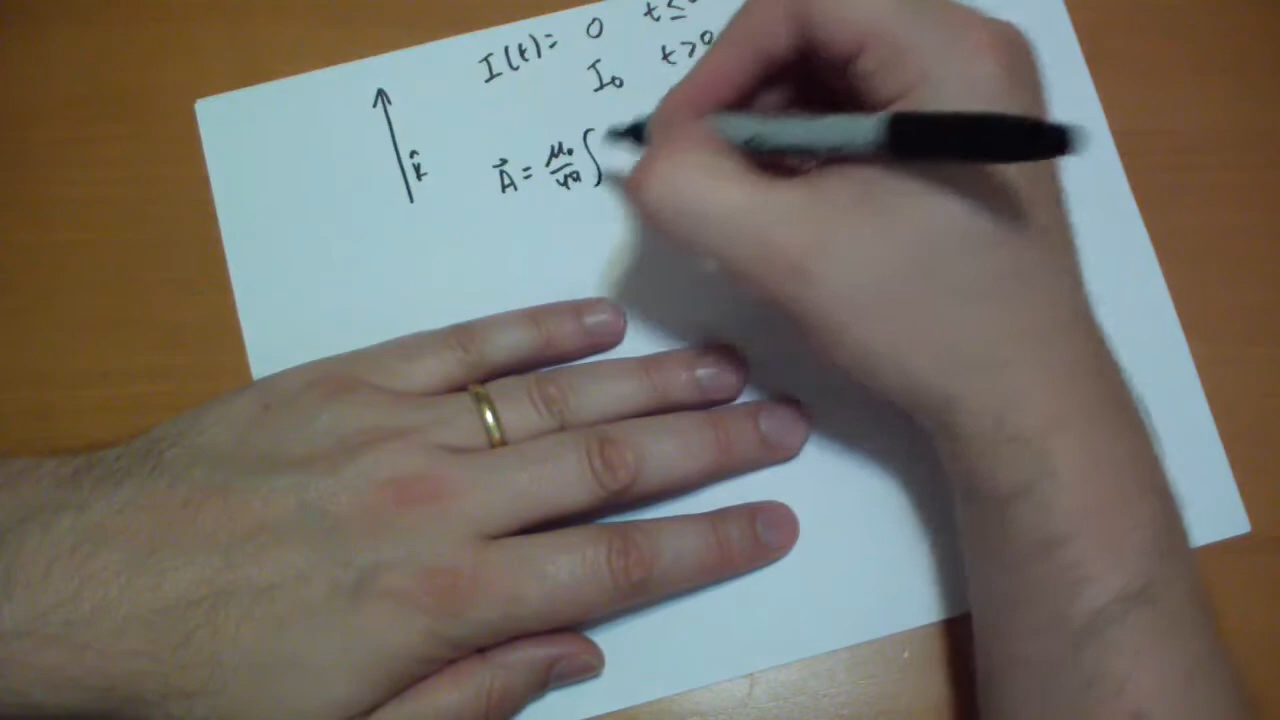 I(t) = 0 t ≤
I₀ t > 0
k̂
A⃗ = μ₀/4π ∫